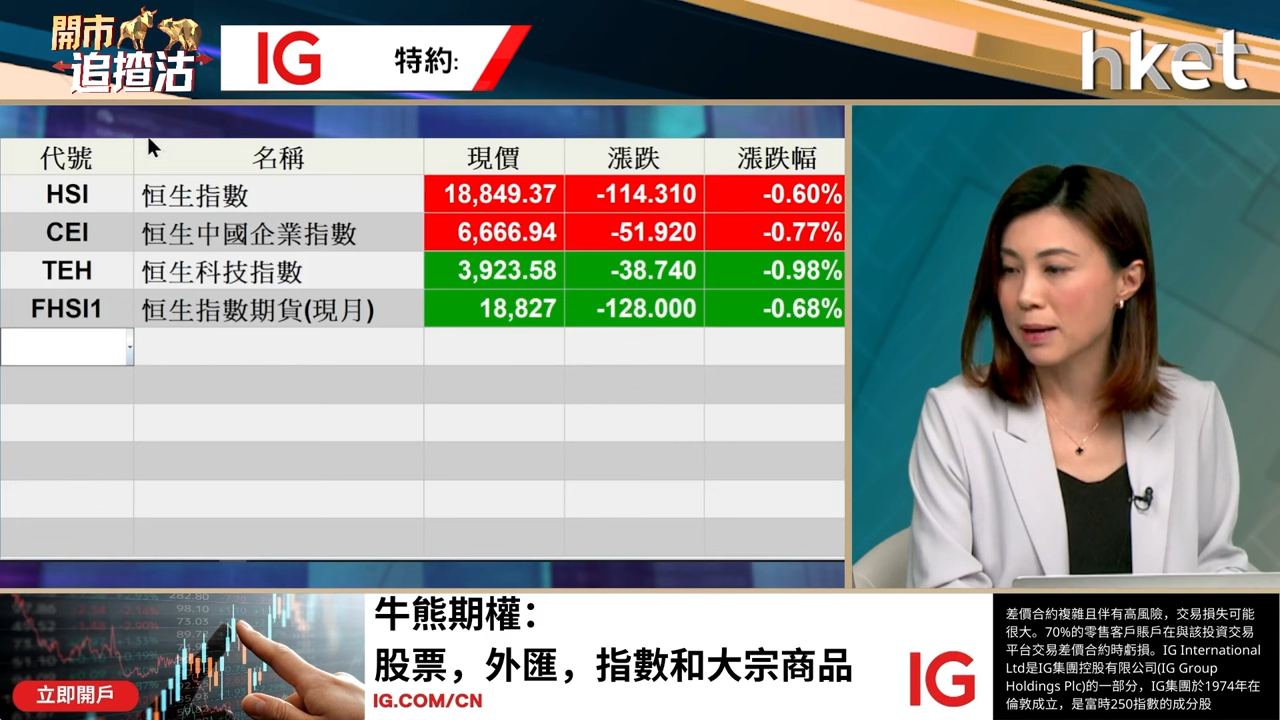 開市
追揸沽
IG
特約:
hket
代號 名稱 現價 漲跌 漲跌幅
HSI 恒生指數 18,849.37 -114.310 -0.60%
CEI 恒生中國企業指數 6,666.94 -51.920 -0.77%
TEH 恒生科技指數 3,923.58 -38.740 -0.98%
FHSI1 恒生指數期貨(現月) 18,827 -128.000 -0.68%
282.80
98.10
73.03
立即開戶
牛熊期權：
股票，外匯，指數和大宗商品
IG.COM/CN
IG
差價合約複雜且伴有高風險，交易損失可能
很大。70%的零售客戶賬戶在與該投資交易
平台交易差價合約時虧損。IG International
Ltd是IG集團控股有限公司(IG Group
Holdings Plc)的一部分，IG集團於1974年在
倫敦成立，是富時250指數的成分股